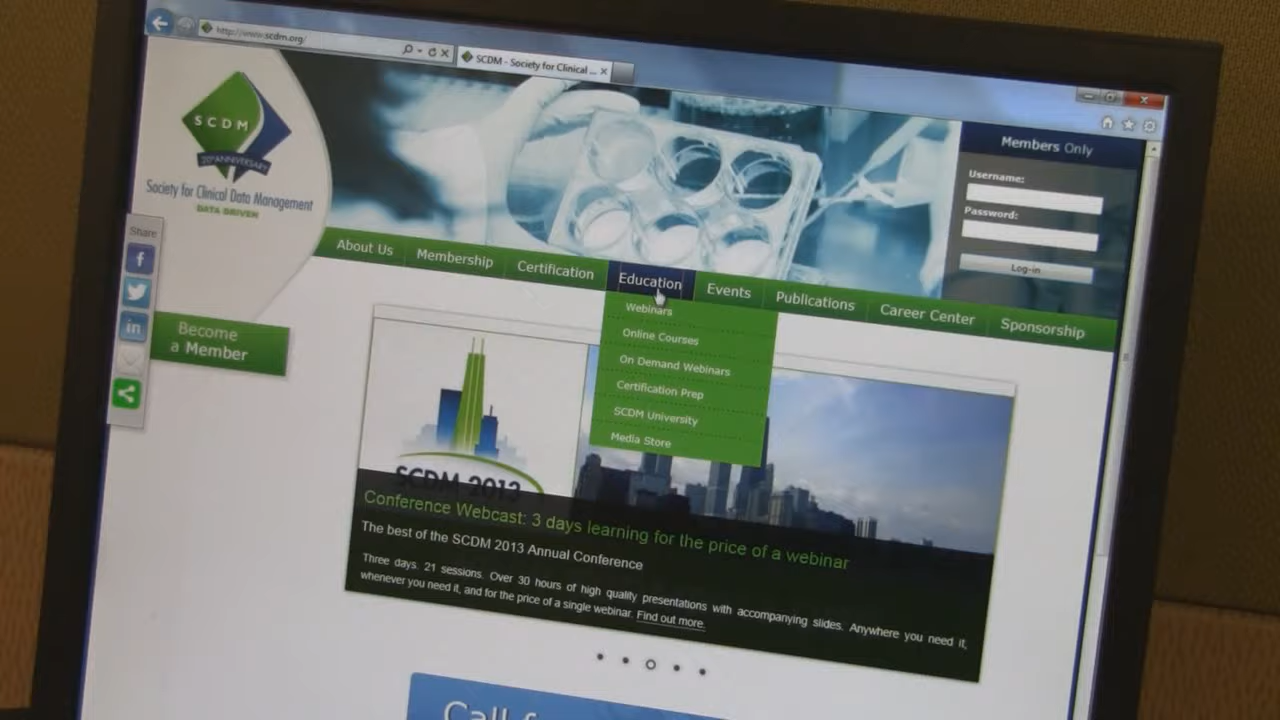 http://www.scdm.org/
SCDM - Society for Clinical ...
SCDM
20th ANNIVERSARY
Society for Clinical Data Management
DATA DRIVEN
Members Only
Username:
Password:
Log-in
Share
About Us
Membership
Certification
Education
Events
Publications
Career Center
Sponsorship
Webinars
Online Courses
On Demand Webinars
Certification Prep
SCDM University
Media Store
Become
a Member
SCDM 2013
Conference Webcast: 3 days learning for the price of a webinar
The best of the SCDM 2013 Annual Conference
Three days. 21 sessions. Over 30 hours of high quality presentations with accompanying slides. Anywhere you need it,
whenever you need it, and for the price of a single webinar. Find out more.
Call f